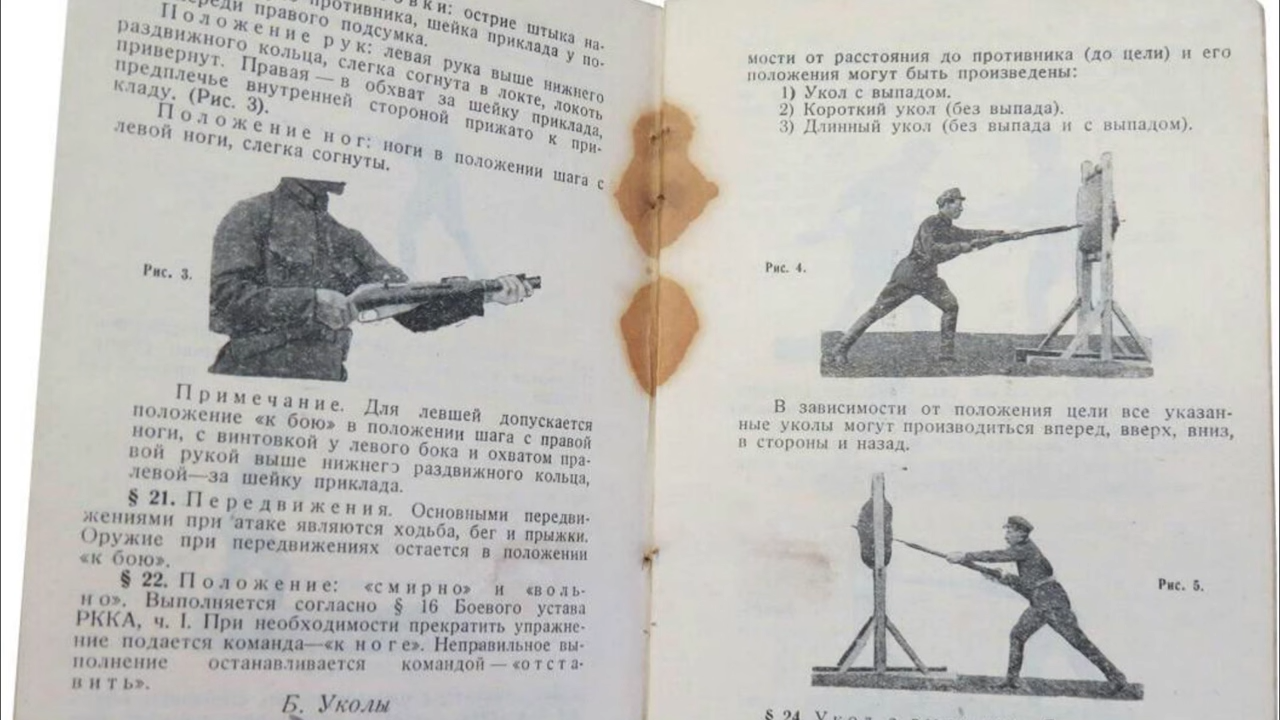 острие штыка на-
противника, шейка приклада у по-
переди правого подсумка.
Положение рук: левая рука выше нижнего
раздвижного кольца, слегка согнута в локте, локоть
привернут. Правая — в обхват за шейку приклада,
предплечье внутренней стороной прижато к при-
кладу. (Рис. 3).
Положение ног: ноги в положении шага с
левой ноги, слегка согнуты.
Рис. 3.
Примечание. Для левшей допускается
положение «к бою» в положении шага с правой
ноги, с винтовкой у левого бока и охватом пра-
вой рукой выше нижнего раздвижного кольца,
левой—за шейку приклада.
§ 21. Передвижения. Основными передви-
жениями при атаке являются ходьба, бег и прыжки.
Оружие при передвижениях остается в положении
«к бою».
§ 22. Положение: «смирно» и «воль-
но». Выполняется согласно § 16 Боевого устава
РККА, ч. I. При необходимости прекратить упражне-
ние подается команда—«к ноге». Неправильное вы-
полнение останавливается командой — «отста-
вить».
Б. Уколы
мости от расстояния до противника (до цели) и его
положения могут быть произведены:
1) Укол с выпадом.
2) Короткий укол (без выпада).
3) Длинный укол (без выпада и с выпадом).
Рис. 4.
В зависимости от положения цели все указан-
ные уколы могут производиться вперед, вверх, вниз,
в стороны и назад.
Рис. 5.
§ 24. Укол с